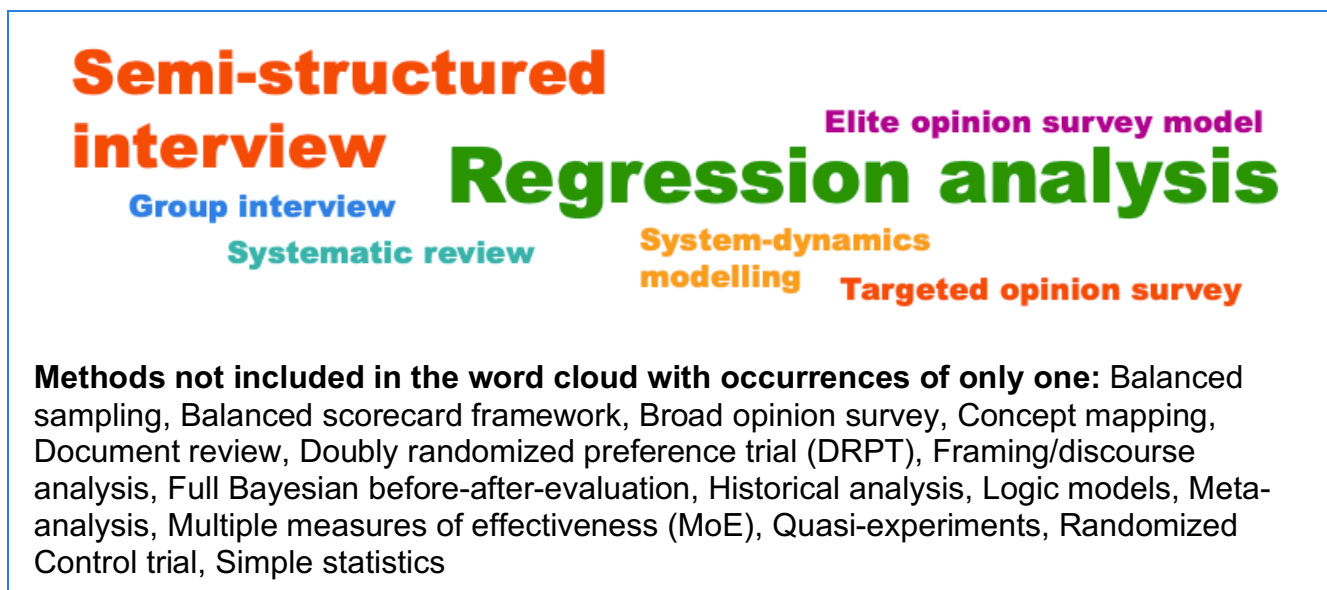 Semi-structured
interview
Elite opinion survey model
Regression analysis
Group interview
Systematic review
System-dynamics
modelling
Targeted opinion survey
Methods not included in the word cloud with occurrences of only one: Balanced
sampling, Balanced scorecard framework, Broad opinion survey, Concept mapping,
Document review, Doubly randomized preference trial (DRPT), Framing/discourse
analysis, Full Bayesian before-after-evaluation, Historical analysis, Logic models, Meta-
analysis, Multiple measures of effectiveness (MoE), Quasi-experiments, Randomized
Control trial, Simple statistics